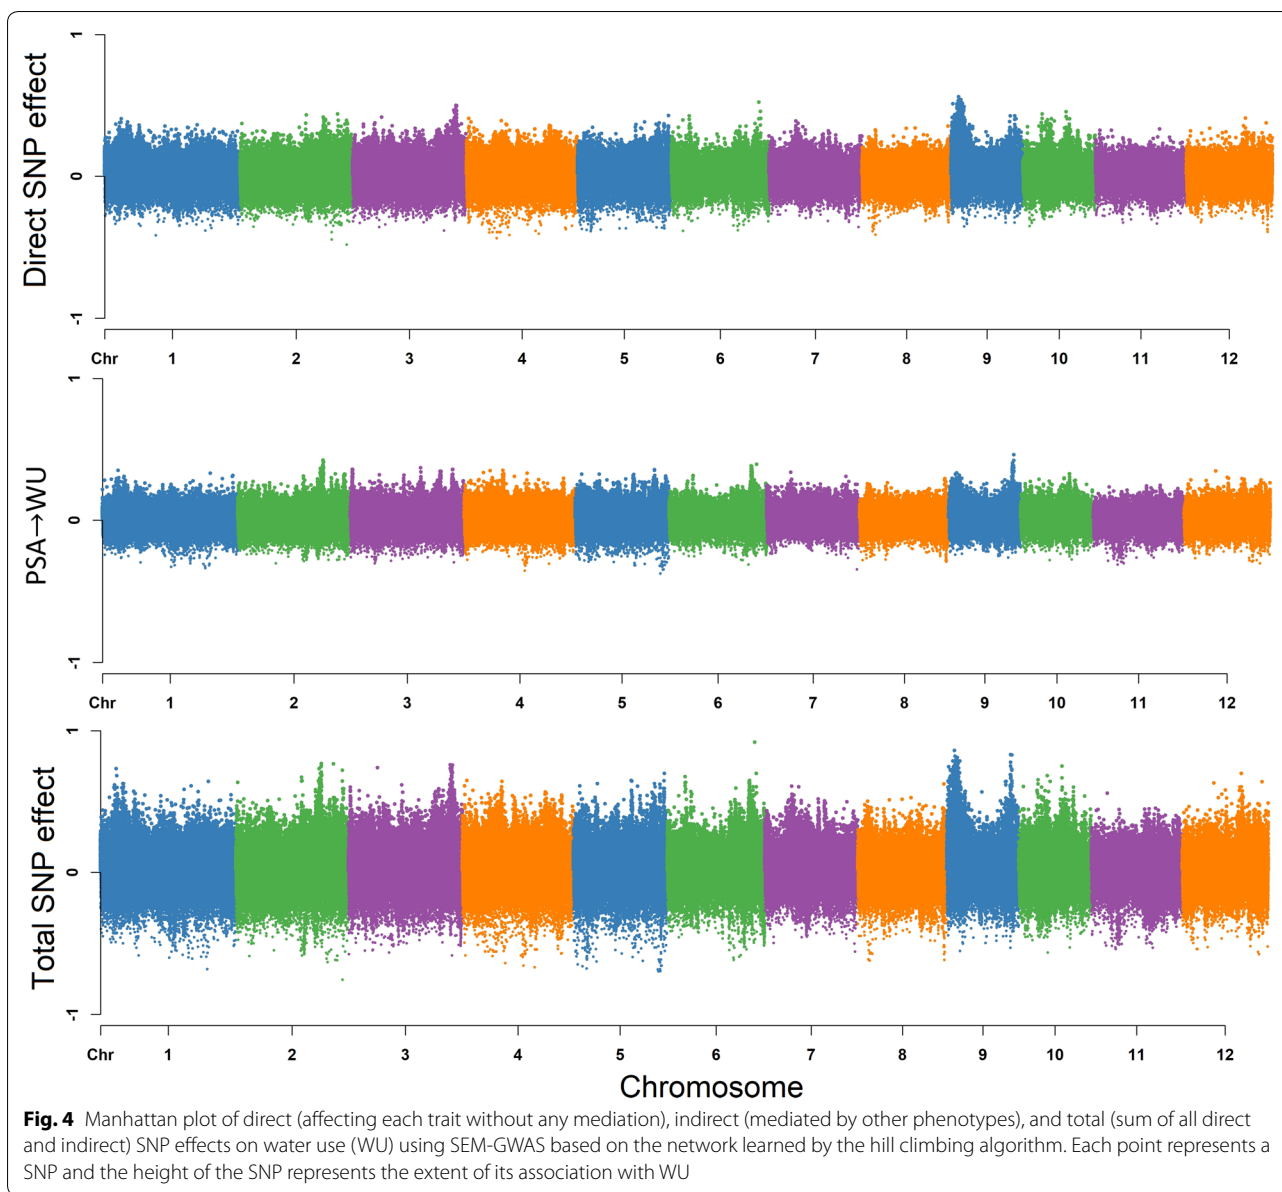 1
Direct SNP effect
0
-1
Chr 1 2 3 4 5 6 7 8 9 10 11 12
1
PSA→WU
0
-1
Chr 1 2 3 4 5 6 7 8 9 10 11 12
1
Total SNP effect
0
-1
Chr 1 2 3 4 5 6 7 8 9 10 11 12
Chromosome
Fig. 4 Manhattan plot of direct (affecting each trait without any mediation), indirect (mediated by other phenotypes), and total (sum of all direct
and indirect) SNP effects on water use (WU) using SEM-GWAS based on the network learned by the hill climbing algorithm. Each point represents a
SNP and the height of the SNP represents the extent of its association with WU